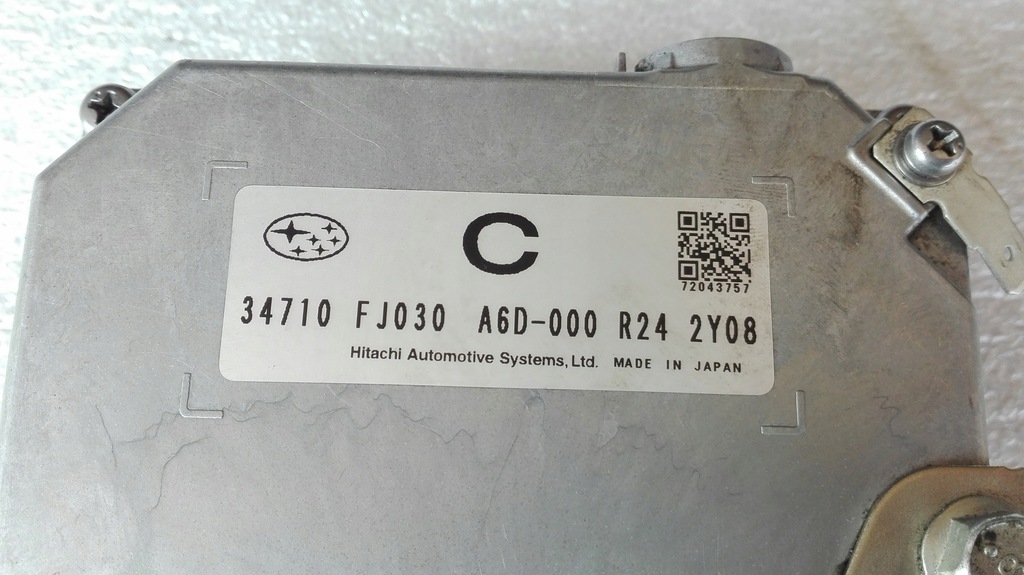 C
72043757
34710 FJ030 A6D-000 R24 2Y08
Hitachi Automotive Systems, Ltd. MADE IN JAPAN